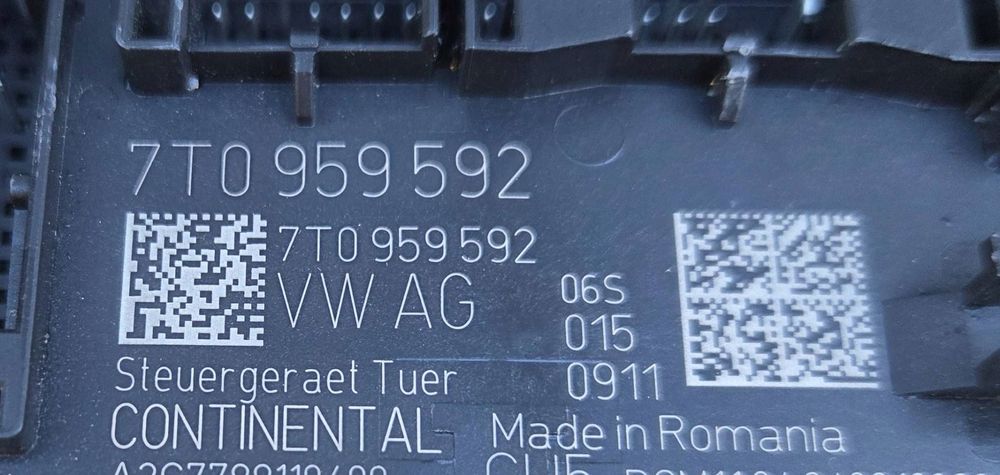 7T0 959 592
7T0 959 592
VW AG
06S
015
0911
Steuergeraet Tuer
CONTINENTAL
Made in Romania